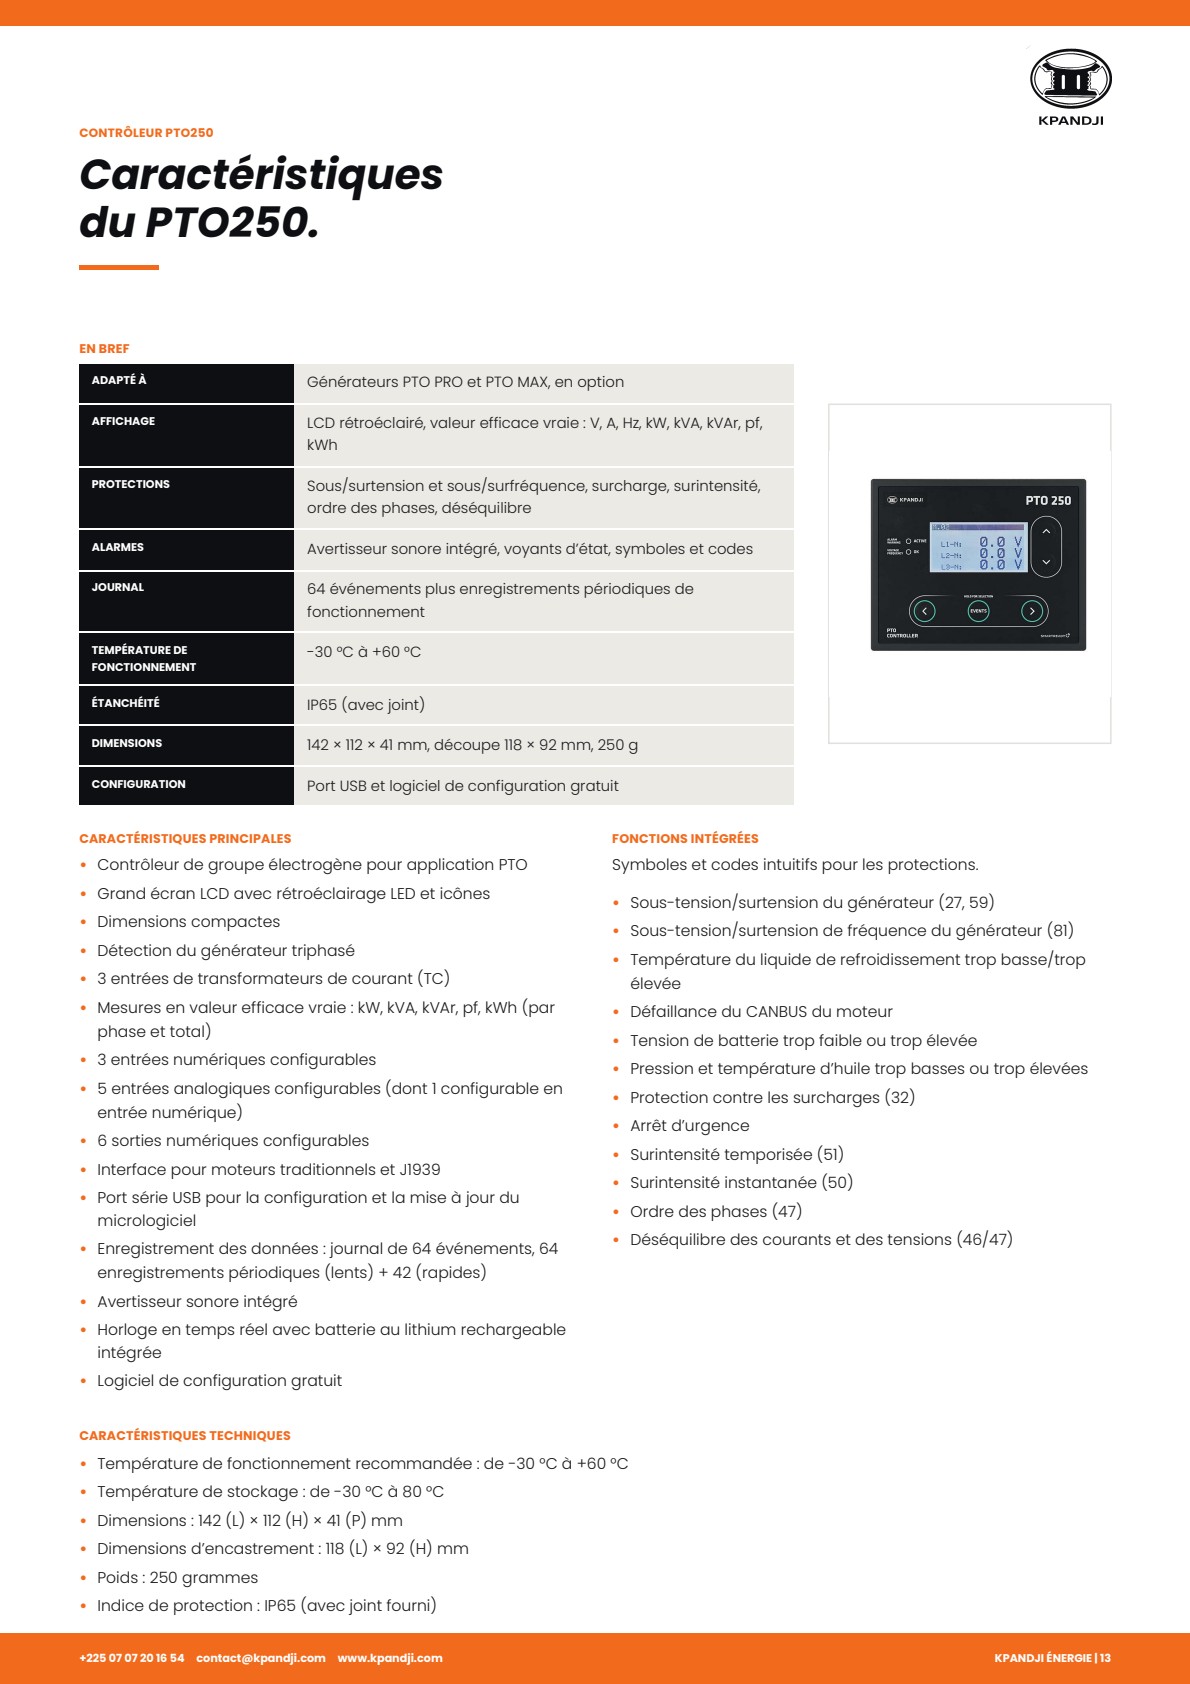 KPANDJI
CONTRÔLEUR PTO250
Caractéristiques
du PTO250.
EN BREF
ADAPTÉ À
Générateurs PTO PRO et PTO MAX, en option
AFFICHAGE
LCD rétroéclairé, valeur efficace vraie : V, A, Hz, kW, kVA, kVAr, pf,
kWh
PROTECTIONS
Sous/surtension et sous/surfréquence, surcharge, surintensité,
ordre des phases, déséquilibre
ALARMES
Avertisseur sonore intégré, voyants d’état, symboles et codes
JOURNAL
64 événements plus enregistrements périodiques de
fonctionnement
TEMPÉRATURE DE
FONCTIONNEMENT
-30 °C à +60 °C
ÉTANCHÉITÉ
IP65 (avec joint)
DIMENSIONS
142 × 112 × 41 mm, découpe 118 × 92 mm, 250 g
CONFIGURATION
Port USB et logiciel de configuration gratuit
KPANDJI
PTO 250
ACTIVE
OK
L1-N: 0.0 V
L2-N: 0.0 V
L3-N: 0.0 V
HOLD FOR SELECTION
EVENTS
PTO
CONTROLLER
CARACTÉRISTIQUES PRINCIPALES
• Contrôleur de groupe électrogène pour application PTO
• Grand écran LCD avec rétroéclairage LED et icônes
• Dimensions compactes
• Détection du générateur triphasé
• 3 entrées de transformateurs de courant (TC)
• Mesures en valeur efficace vraie : kW, kVA, kVAr, pf, kWh (par
phase et total)
• 3 entrées numériques configurables
• 5 entrées analogiques configurables (dont 1 configurable en
entrée numérique)
• 6 sorties numériques configurables
• Interface pour moteurs traditionnels et J1939
• Port série USB pour la configuration et la mise à jour du
micrologiciel
• Enregistrement des données : journal de 64 événements, 64
enregistrements périodiques (lents) + 42 (rapides)
• Avertisseur sonore intégré
• Horloge en temps réel avec batterie au lithium rechargeable
intégrée
• Logiciel de configuration gratuit
FONCTIONS INTÉGRÉES
Symboles et codes intuitifs pour les protections.
• Sous-tension/surtension du générateur (27, 59)
• Sous-tension/surtension de fréquence du générateur (81)
• Température du liquide de refroidissement trop basse/trop
élevée
• Défaillance du CANBUS du moteur
• Tension de batterie trop faible ou trop élevée
• Pression et température d’huile trop basses ou trop élevées
• Protection contre les surcharges (32)
• Arrêt d’urgence
• Surintensité temporisée (51)
• Surintensité instantanée (50)
• Ordre des phases (47)
• Déséquilibre des courants et des tensions (46/47)
CARACTÉRISTIQUES TECHNIQUES
• Température de fonctionnement recommandée : de -30 °C à +60 °C
• Température de stockage : de -30 °C à 80 °C
• Dimensions : 142 (L) × 112 (H) × 41 (P) mm
• Dimensions d’encastrement : 118 (L) × 92 (H) mm
• Poids : 250 grammes
• Indice de protection : IP65 (avec joint fourni)
+225 07 07 20 16 54 contact@kpandji.com www.kpandji.com
KPANDJI ÉNERGIE | 13